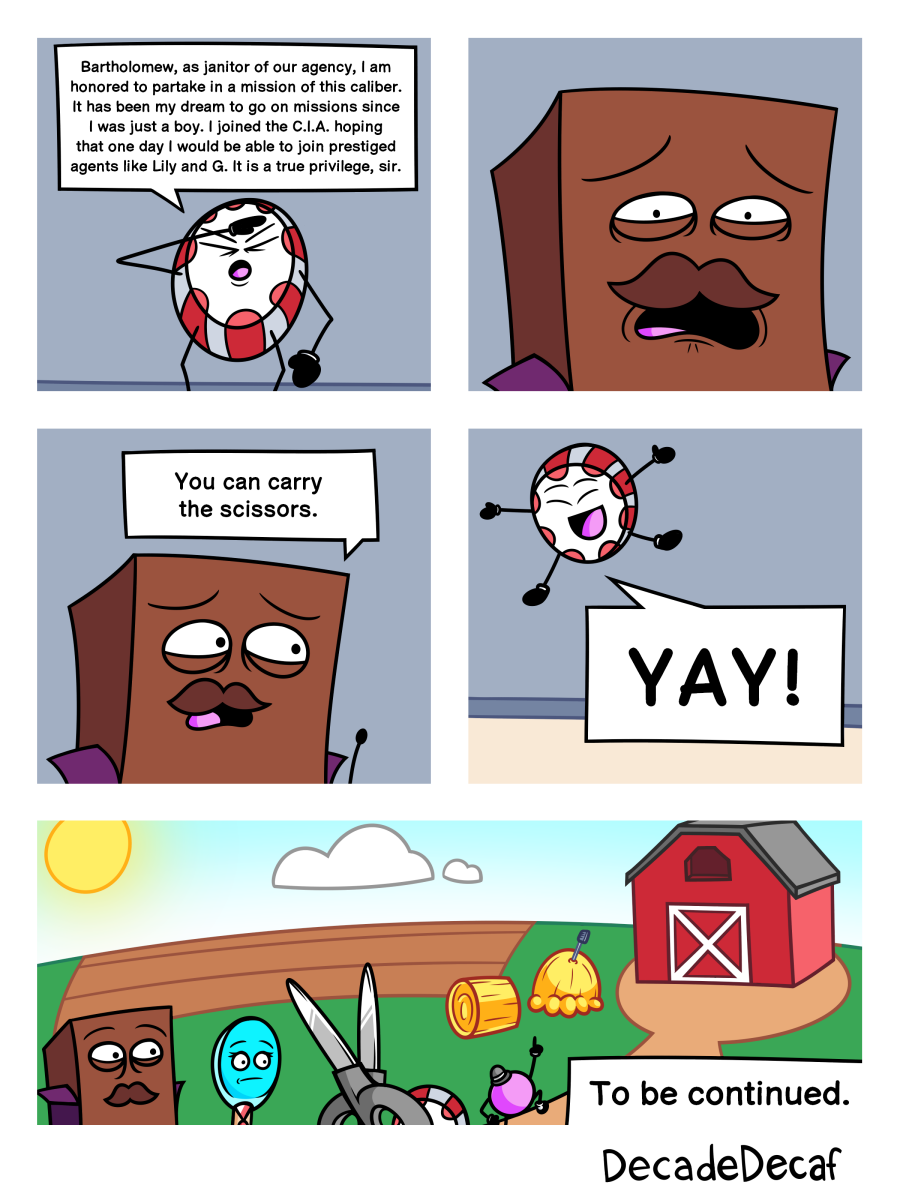 Bartholomew, as janitor of our agency, I am
honored to partake in a mission of this caliber.
It has been my dream to go on missions since
I was just a boy. I joined the C.I.A. hoping
that one day I would be able to join prestiged
agents like Lily and G. It is a true privilege, sir.
You can carry
the scissors.
YAY!
To be continued.
DecadeDecaf